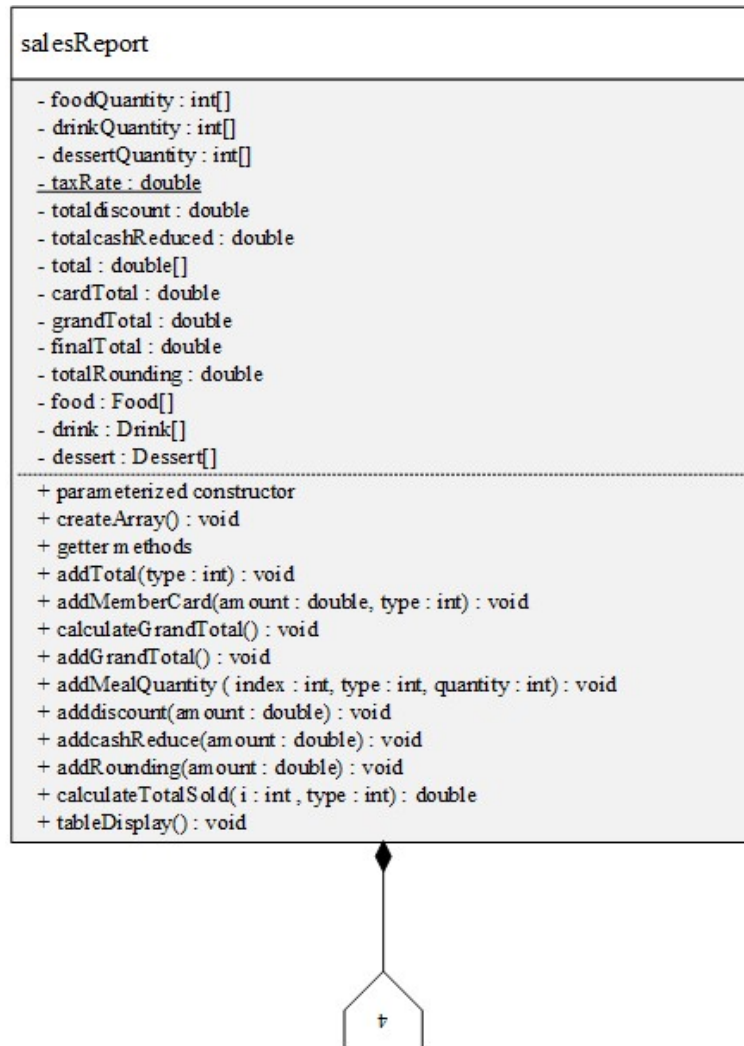 salesReport
- foodQuantity : int[]
- drinkQuantity : int[]
- dessertQuantity : int[]
- taxRate : double
- totaldiscount : double
- totalcashReduced : double
- total : double[]
- cardTotal : double
- grandTotal : double
- finalTotal : double
- totalRounding : double
- food : Food[]
- drink : Drink[]
- dessert : Dessert[]
+ parameterized constructor
+ createArray() : void
+ getter methods
+ addTotal(type : int) : void
+ addMemberCard(amount : double, type : int) : void
+ calculateGrandTotal() : void
+ addGrandTotal() : void
+ addMealQuantity ( index : int, type : int, quantity : int) : void
+ adddiscount(amount : double) : void
+ addcashReduce(amount : double) : void
+ addRounding(amount : double) : void
+ calculateTotalSold( i : int , type : int) : double
+ tableDisplay() : void
4